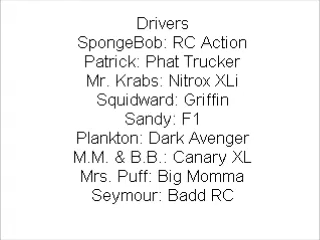 Drivers
SpongeBob: RC Action
Patrick: Phat Trucker
Mr. Krabs: Nitrox XLi
Squidward: Griffin
Sandy: F1
Plankton: Dark Avenger
M.M. & B.B.: Canary XL
Mrs. Puff: Big Momma
Seymour: Badd RC